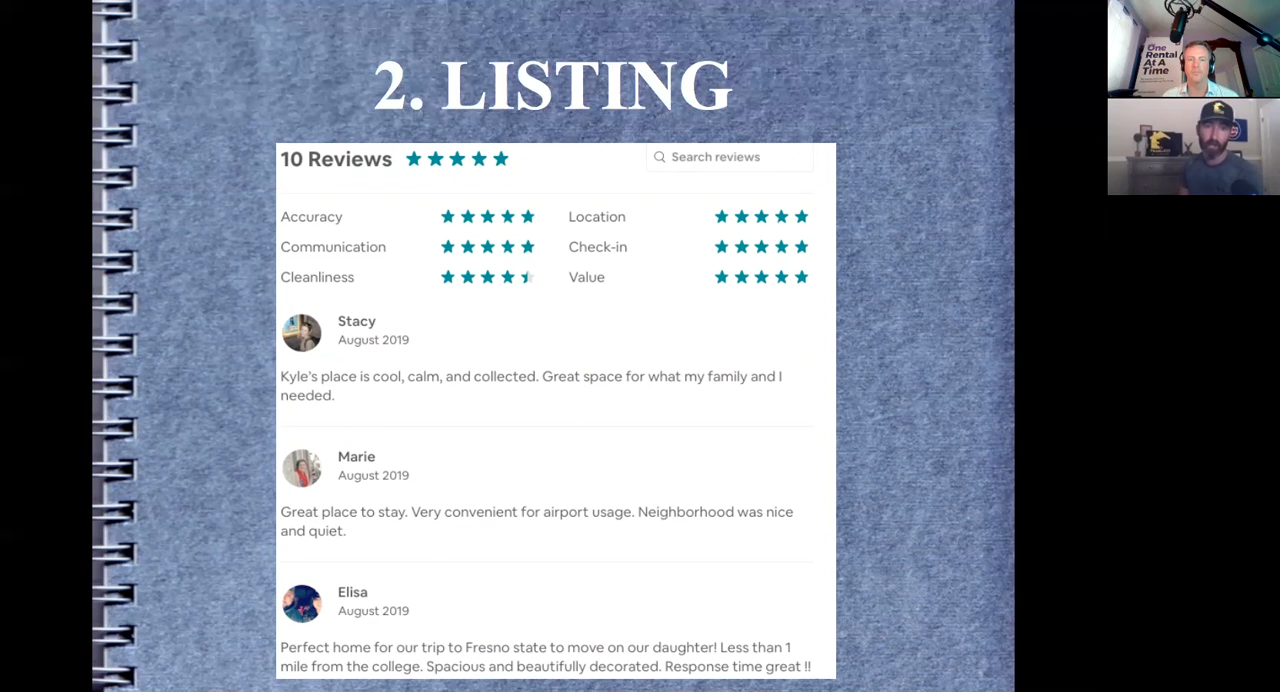 2. LISTING
10 Reviews
Search reviews
Accuracy
Location
Communication
Check-in
Cleanliness
Value
Stacy
August 2019
Kyle's place is cool, calm, and collected. Great space for what my family and I
needed.
Marie
August 2019
Great place to stay. Very convenient for airport usage. Neighborhood was nice
and quiet.
Elisa
August 2019
Perfect home for our trip to Fresno state to move on our daughter! Less than 1
mile from the college. Spacious and beautifully decorated. Response time great !!
One
Rental
At A
Time